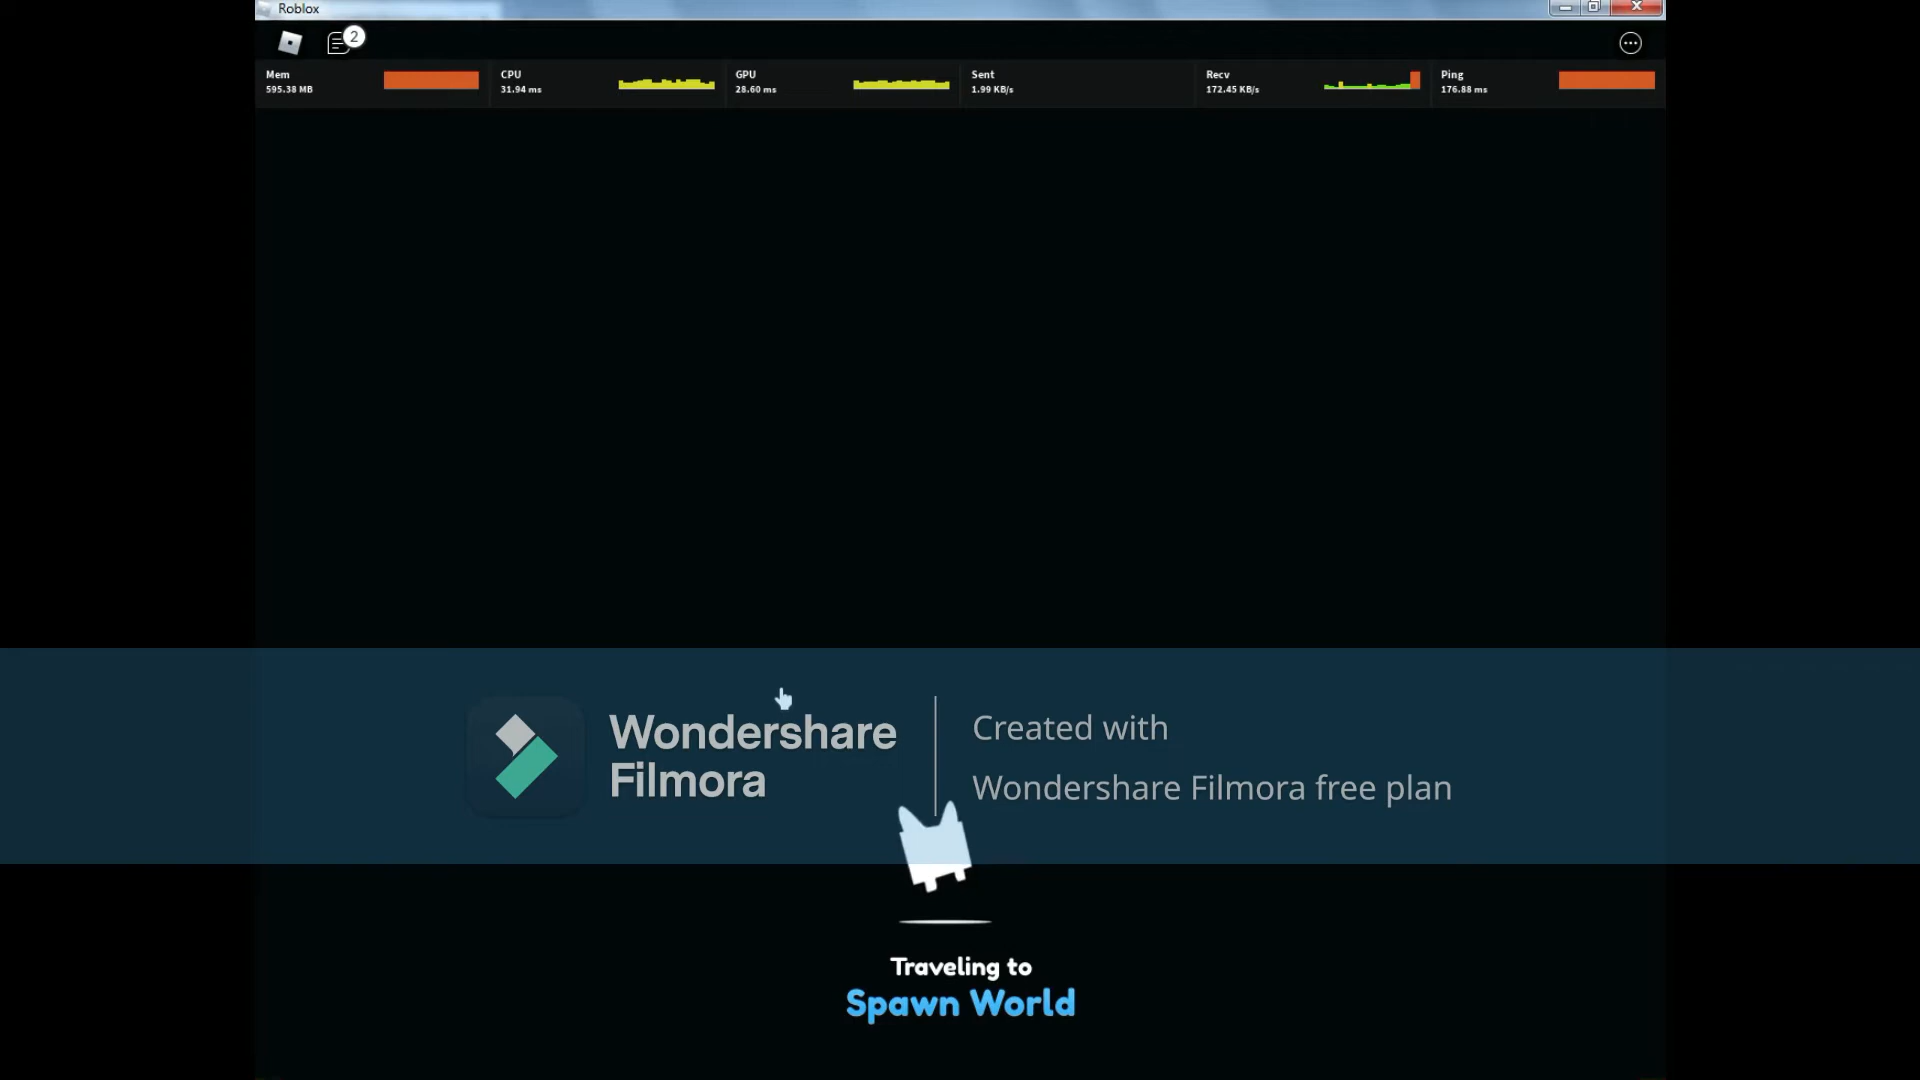 Roblox
2
Mem
595.38 MB
CPU
31.94 ms
GPU
28.60 ms
Sent
1.99 KB/s
Recv
172.45 KB/s
Ping
176.88 ms
Wondershare
Filmora
Created with
Wondershare Filmora free plan
Traveling to
Spawn World